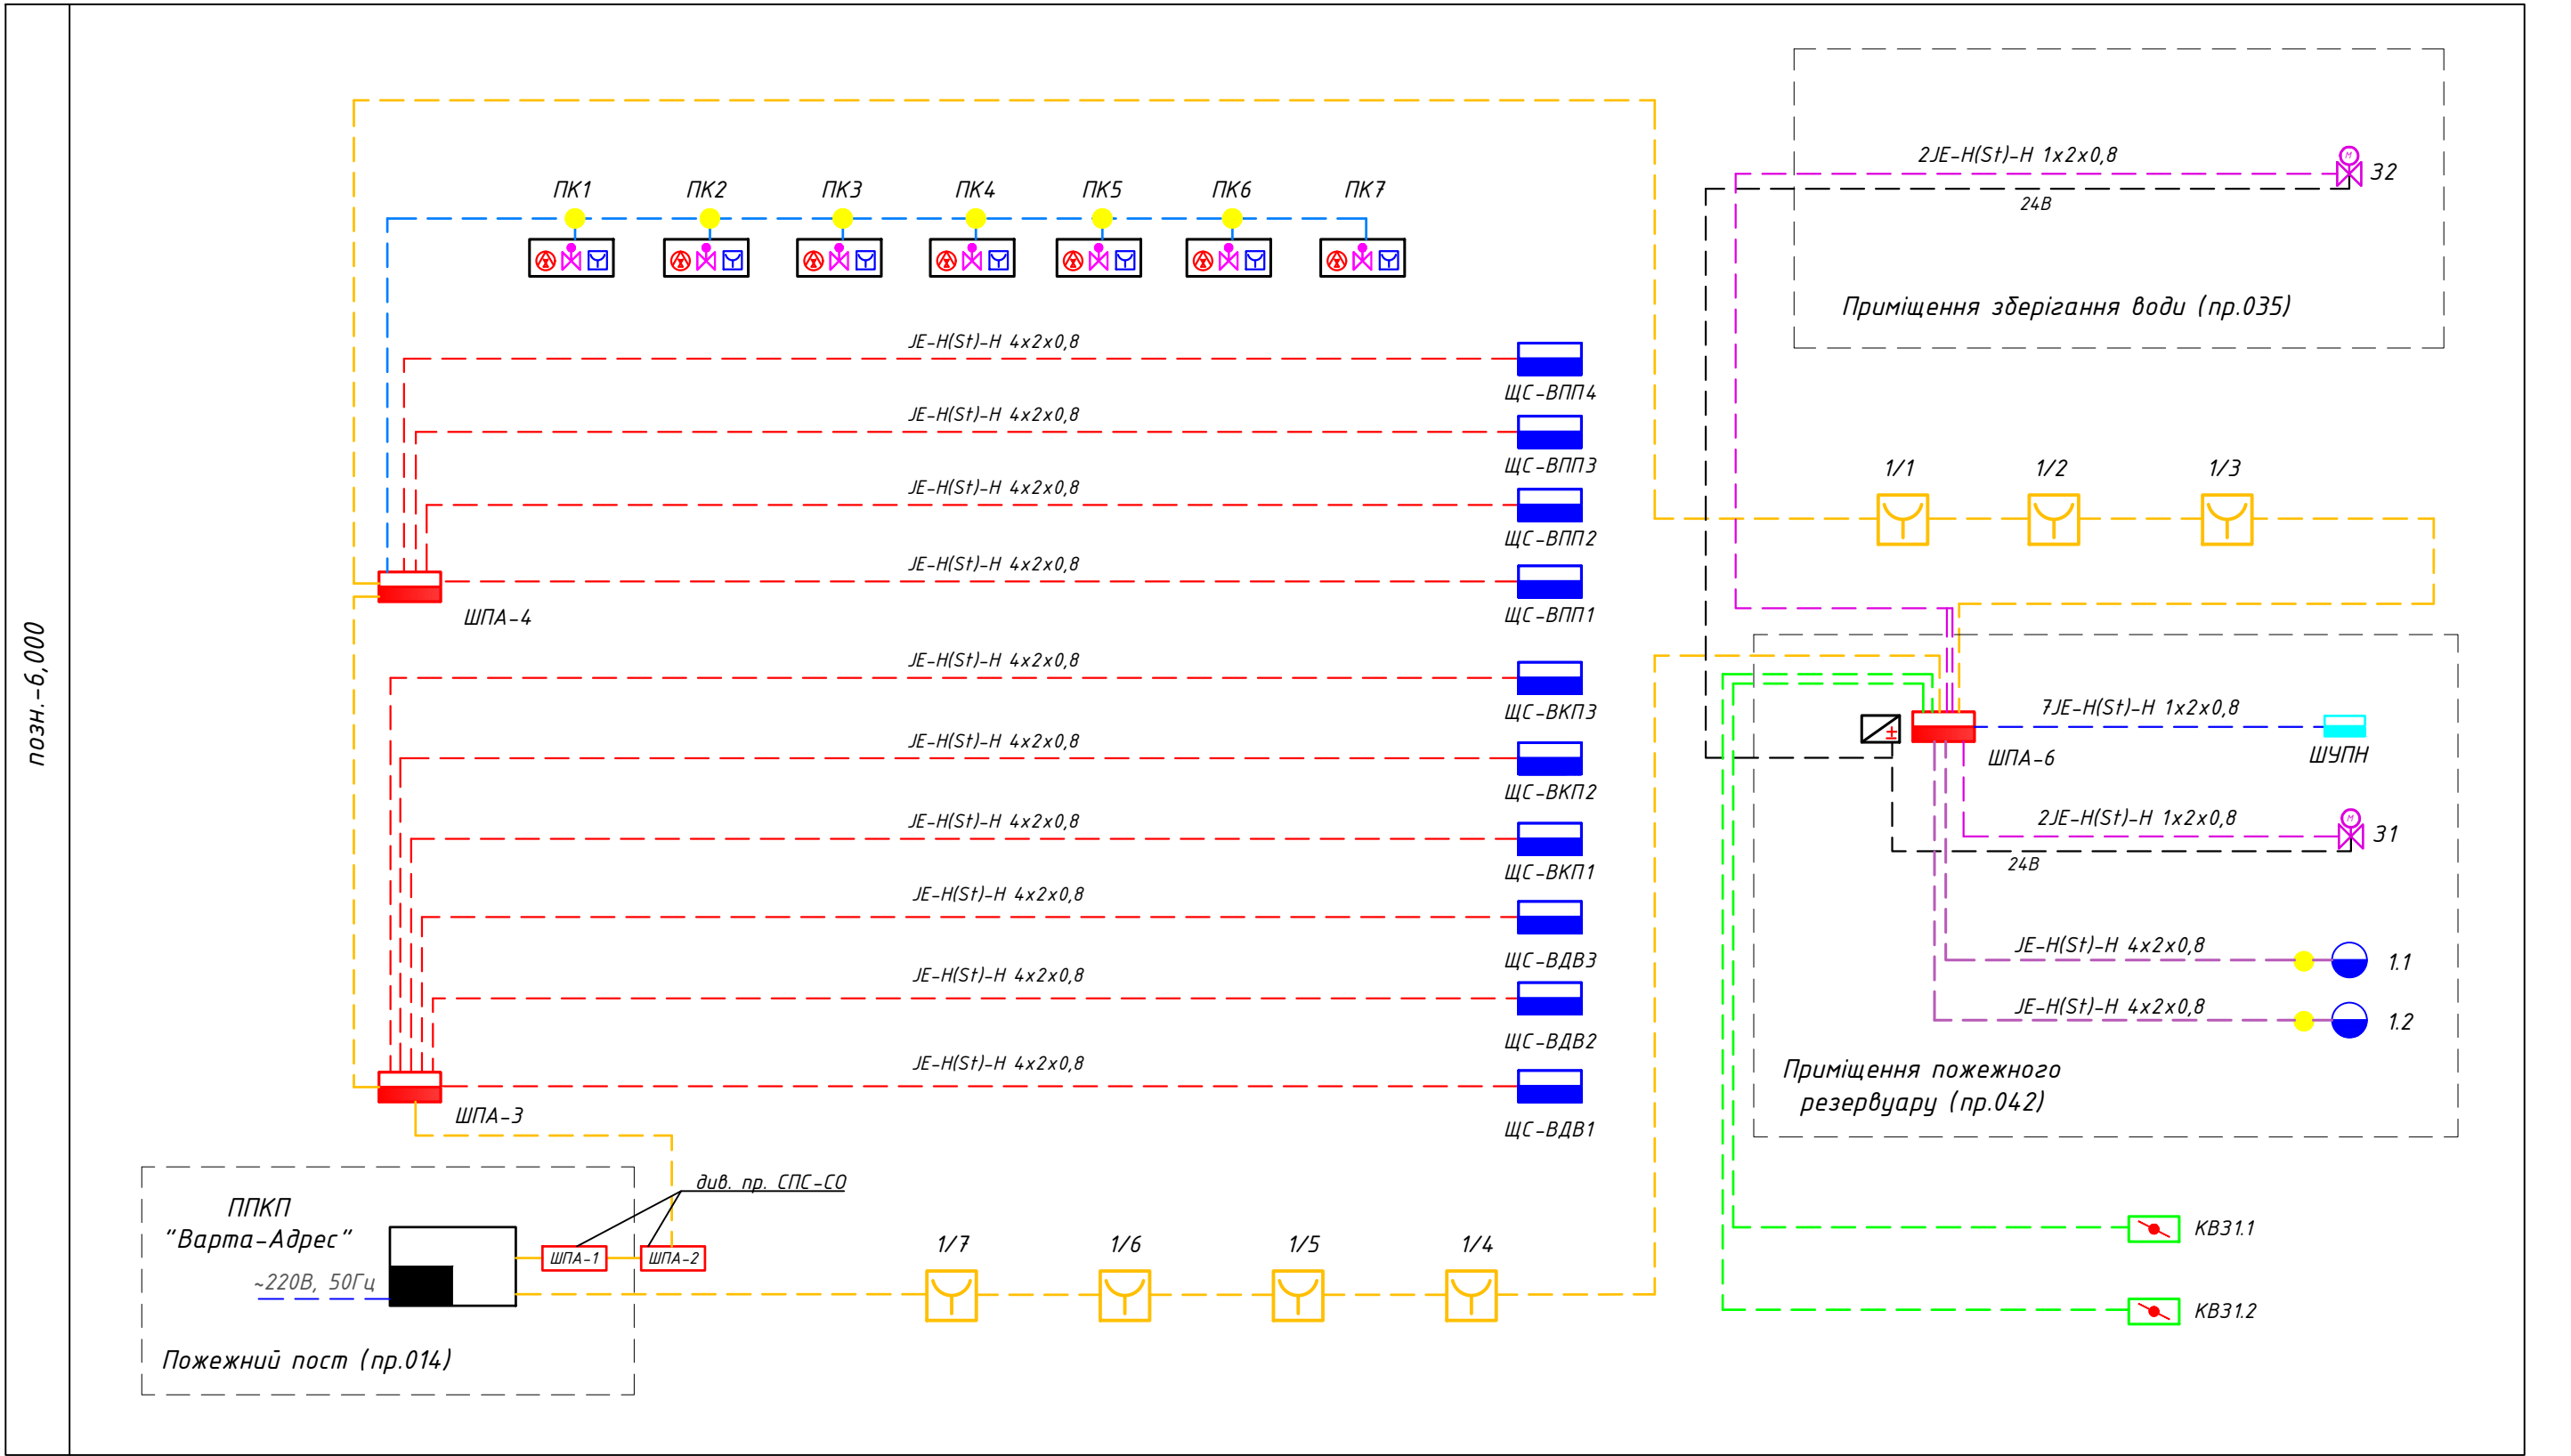 позн.-6,000
ПК1 ПК2 ПК3 ПК4 ПК5 ПК6 ПК7
JE-H(St)-H 4x2x0,8
ЩС-ВПП4
JE-H(St)-H 4x2x0,8
ЩС-ВПП3
JE-H(St)-H 4x2x0,8
ЩС-ВПП2
JE-H(St)-H 4x2x0,8
ЩС-ВПП1
ШПА-4
JE-H(St)-H 4x2x0,8
ЩС-ВКП3
JE-H(St)-H 4x2x0,8
ЩС-ВКП2
JE-H(St)-H 4x2x0,8
ЩС-ВКП1
JE-H(St)-H 4x2x0,8
ЩС-ВДВ3
JE-H(St)-H 4x2x0,8
ЩС-ВДВ2
JE-H(St)-H 4x2x0,8
ЩС-ВДВ1
ШПА-3
2JE-H(St)-H 1x2x0,8
М
З2
24В
Приміщення зберігання води (пр.035)
1/1 1/2 1/3
7JE-H(St)-H 1x2x0,8
±
ШПА-6
ШУПН
2JE-H(St)-H 1x2x0,8
М
З1
24В
JE-H(St)-H 4x2x0,8
1.1
JE-H(St)-H 4x2x0,8
1.2
Приміщення пожежного
резервуару (пр.042)
КВЗ1.1
КВЗ1.2
див. пр. СПС-СО
ППКП
"Варта-Адрес"
~220В, 50Гц
ШПА-1 ШПА-2
Пожежний пост (пр.014)
1/7 1/6 1/5 1/4